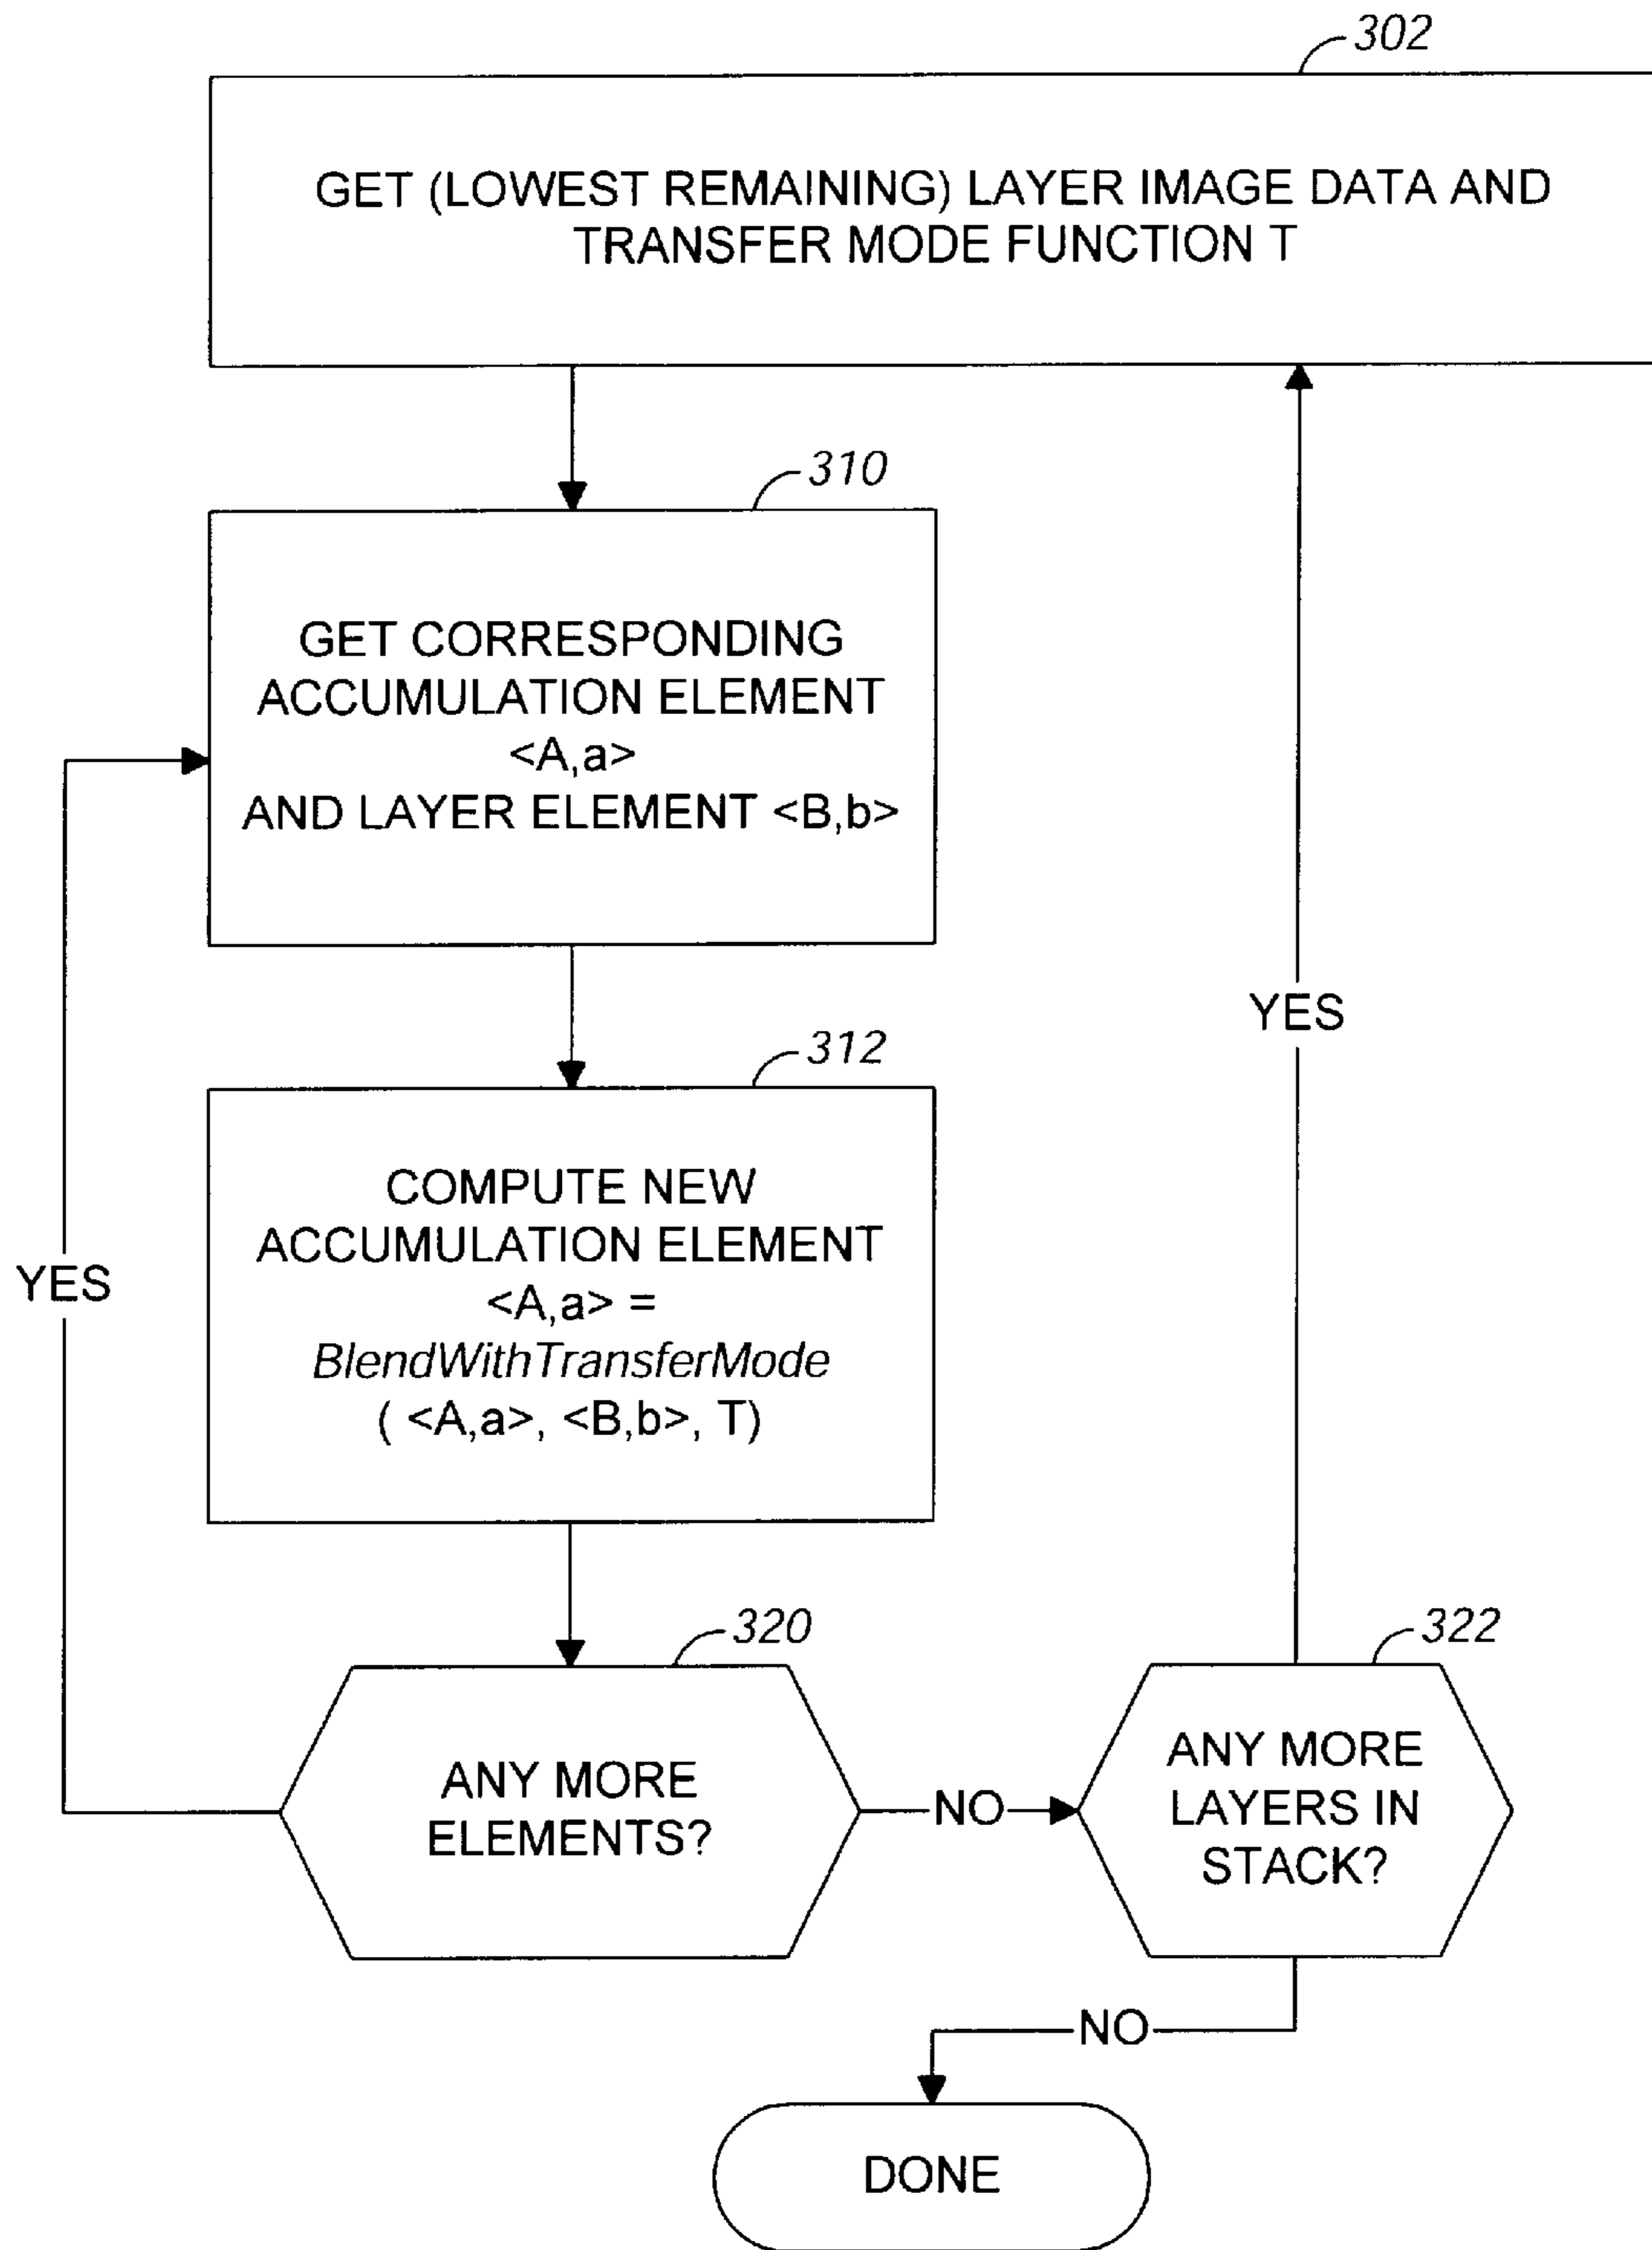 302
GET (LOWEST REMAINING) LAYER IMAGE DATA AND
TRANSFER MODE FUNCTION T
310
GET CORRESPONDING
ACCUMULATION ELEMENT
<A,a>
AND LAYER ELEMENT <B,b>
YES
312
COMPUTE NEW
ACCUMULATION ELEMENT
<A,a> =
BlendWithTransferMode
( <A,a>, <B,b>, T)
YES
320
ANY MORE
ELEMENTS?
NO
322
ANY MORE
LAYERS IN
STACK?
NO
DONE